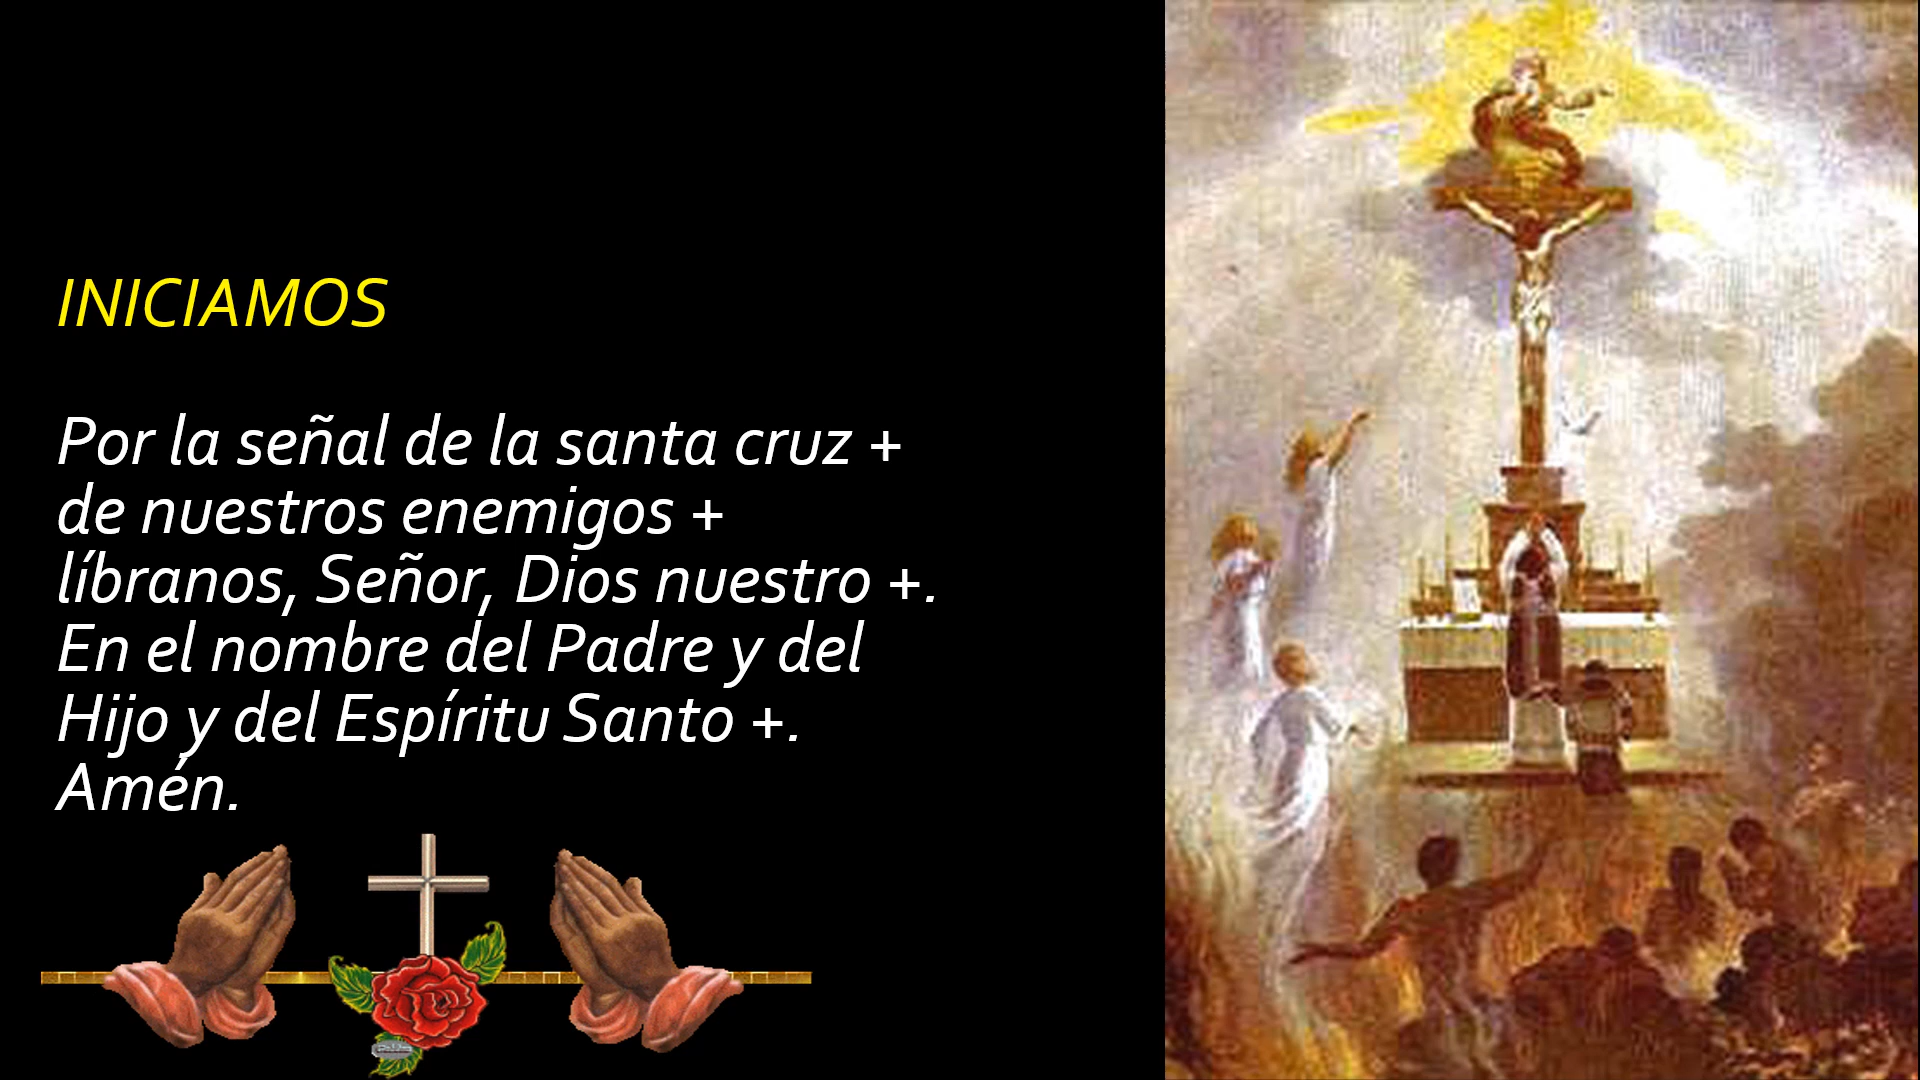 INICIAMOS
Por la señal de la santa cruz +
de nuestros enemigos +
líbranos, Señor, Dios nuestro +.
En el nombre del Padre y del
Hijo y del Espíritu Santo +.
Amén.